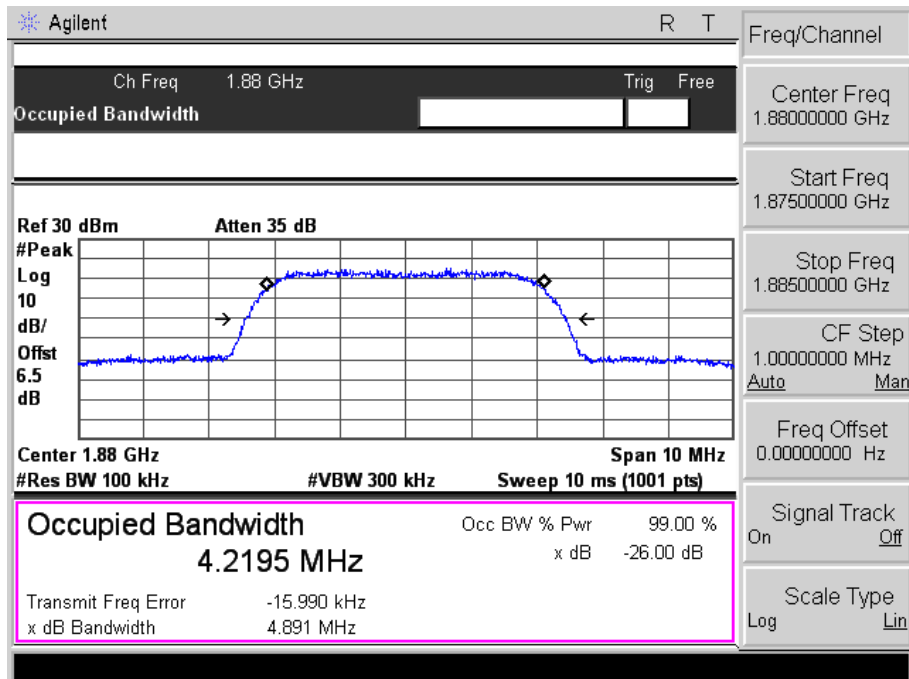 Agilent R T
Ch Freq 1.88 GHz Trig Free
Occupied Bandwidth
Ref 30 dBm Atten 35 dB
#Peak
Log
10
dB/
Offst
6.5
dB
Center 1.88 GHz Span 10 MHz
#Res BW 100 kHz #VBW 300 kHz Sweep 10 ms (1001 pts)
Occupied Bandwidth
4.2195 MHz
Occ BW % Pwr 99.00 %
x dB -26.00 dB
Transmit Freq Error -15.990 kHz
x dB Bandwidth 4.891 MHz
Freq/Channel
Center Freq
1.88000000 GHz
Start Freq
1.87500000 GHz
Stop Freq
1.88500000 GHz
CF Step
1.00000000 MHz
Auto Man
Freq Offset
0.00000000 Hz
Signal Track
On Off
Scale Type
Log Lin